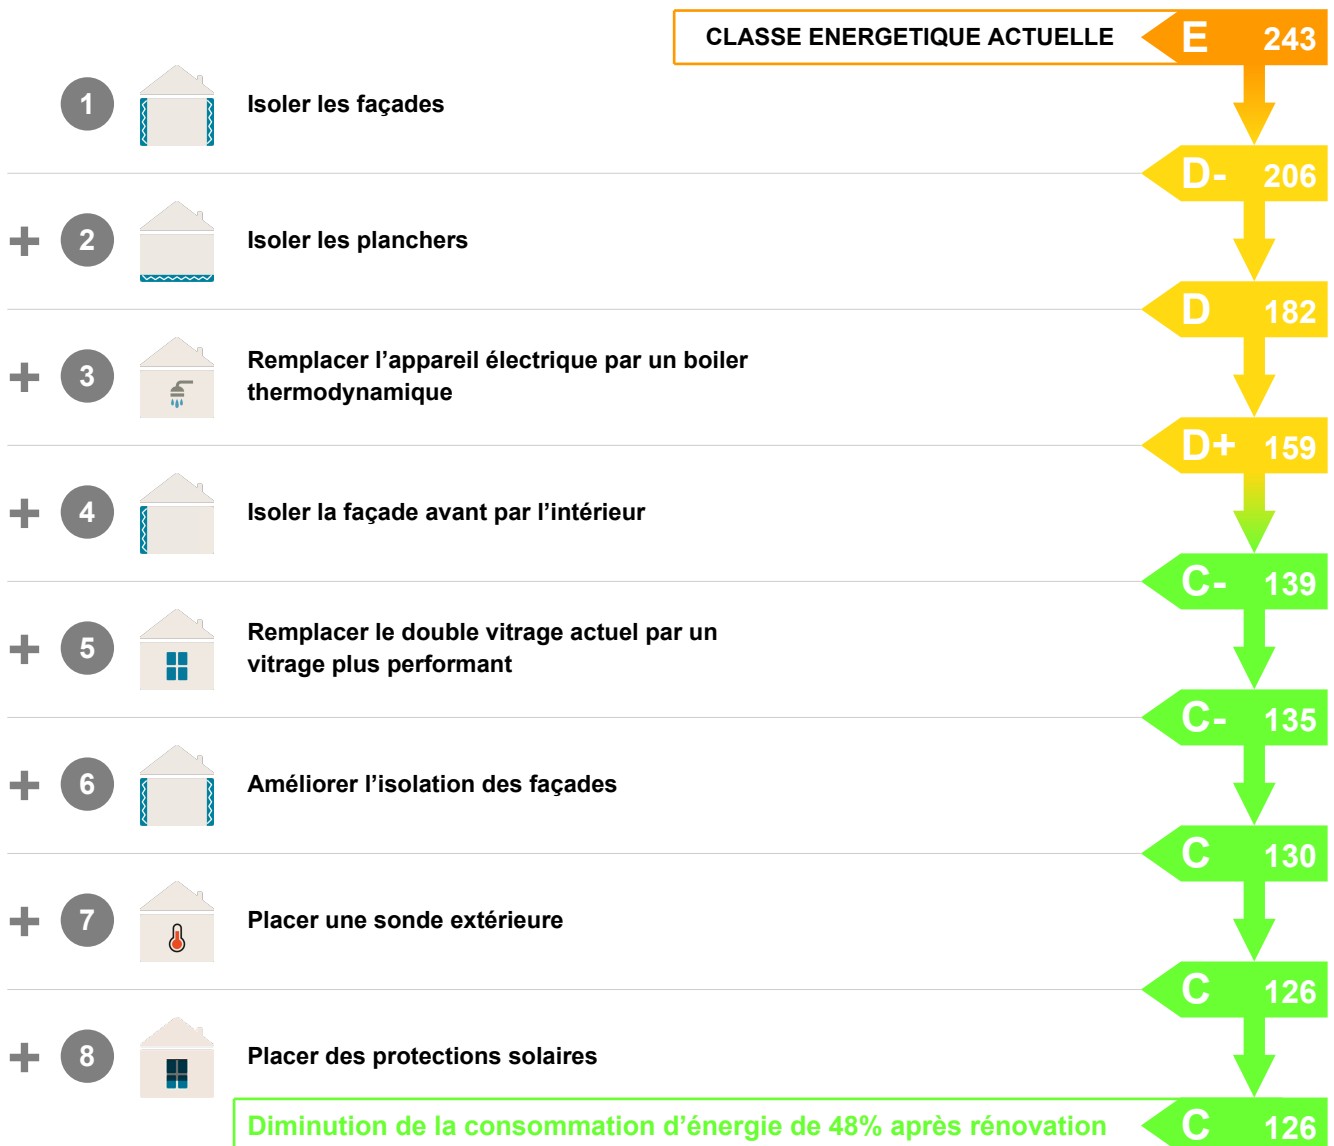 CLASSE ENERGETIQUE ACTUELLE E 243
1 Isoler les façades
D- 206
+ 2 Isoler les planchers
D 182
+ 3 Remplacer l’appareil électrique par un boiler
thermodynamique
D+ 159
+ 4 Isoler la façade avant par l’intérieur
C- 139
+ 5 Remplacer le double vitrage actuel par un
vitrage plus performant
C- 135
+ 6 Améliorer l’isolation des façades
C 130
+ 7 Placer une sonde extérieure
C 126
+ 8 Placer des protections solaires
Diminution de la consommation d’énergie de 48% après rénovation C 126